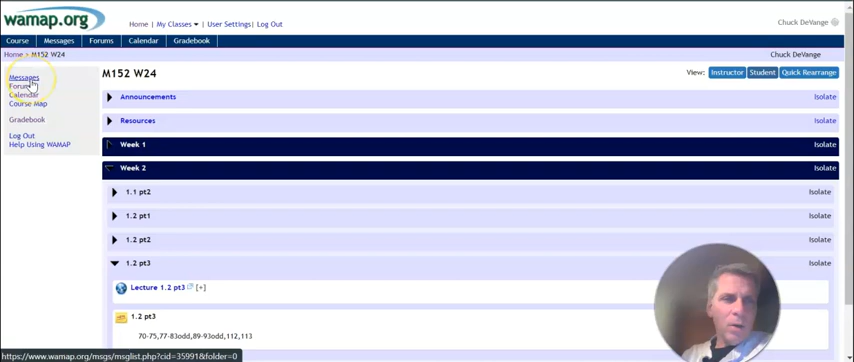 wamap.org
Home | My Classes | User Settings | Log Out
Chuck DeVange
Course Messages Forums Calendar Gradebook
Home > M152 W24
Chuck DeVange
Messages
Forums
Calendar
Course Map
Gradebook
Log Out
Help Using WAMAP
M152 W24
View: Instructor Student Quick Rearrange
Announcements Isolate
Resources Isolate
Week 1 Isolate
Week 2 Isolate
1.1 pt2 Isolate
1.2 pt1 Isolate
1.2 pt2 Isolate
1.2 pt3 Isolate
Lecture 1.2 pt3 [+]
1.2 pt3
70-75,77-83odd,89-93odd,112,113
https://www.wamap.org/msgs/msglist.php?cid=35991&folder=0